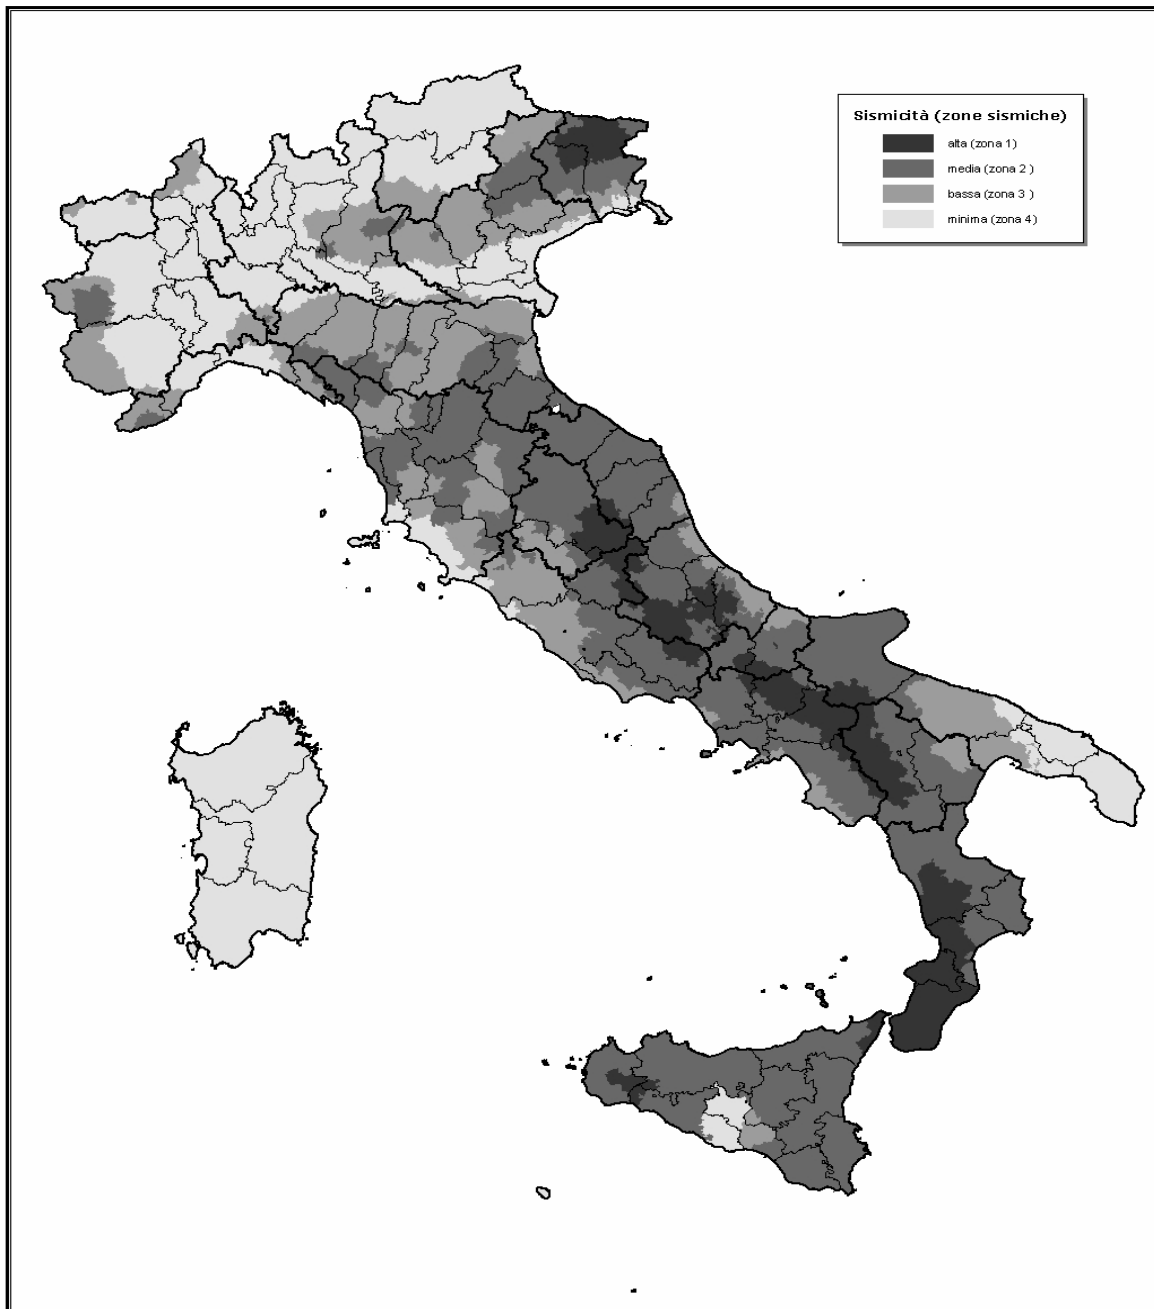 Sismicità (zone sismiche)
alta (zona 1)
media (zona 2 )
bassa (zona 3 )
minima (zona 4)